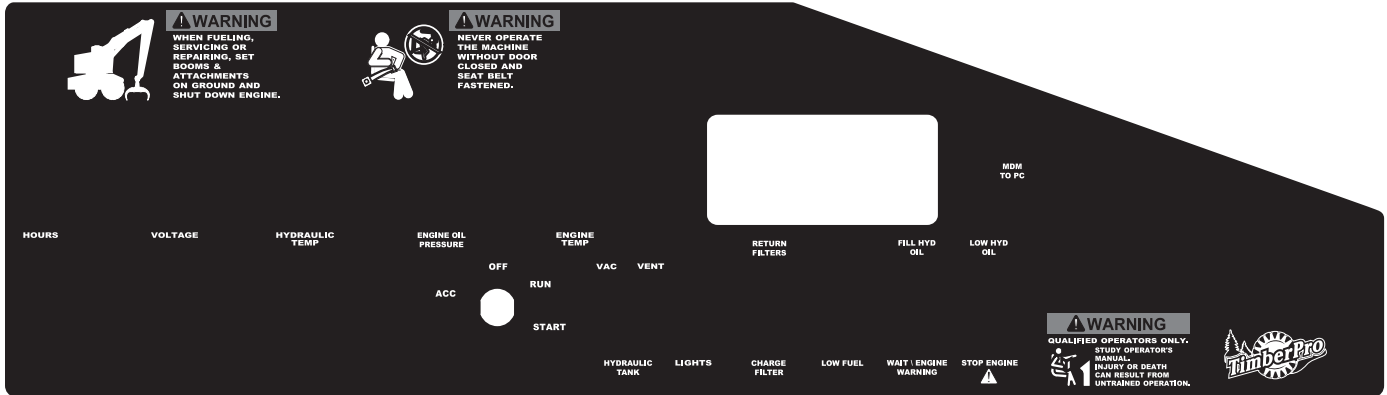 WARNING
WHEN FUELING,
SERVICING OR
REPAIRING, SET
BOOMS &
ATTACHMENTS
ON GROUND AND
SHUT DOWN ENGINE.
WARNING
NEVER OPERATE
THE MACHINE
WITHOUT DOOR
CLOSED AND
SEAT BELT
FASTENED.
MDM
TO PC
HOURS
VOLTAGE
HYDRAULIC
TEMP
ENGINE OIL
PRESSURE
ENGINE
TEMP
RETURN
FILTERS
FILL HYD
OIL
LOW HYD
OIL
OFF
VAC
VENT
RUN
ACC
START
HYDRAULIC
TANK
LIGHTS
CHARGE
FILTER
LOW FUEL
WAIT \ ENGINE
WARNING
STOP ENGINE
WARNING
QUALIFIED OPERATORS ONLY.
STUDY OPERATOR'S
MANUAL.
INJURY OR DEATH
CAN RESULT FROM
UNTRAINED OPERATION.
TimberPro